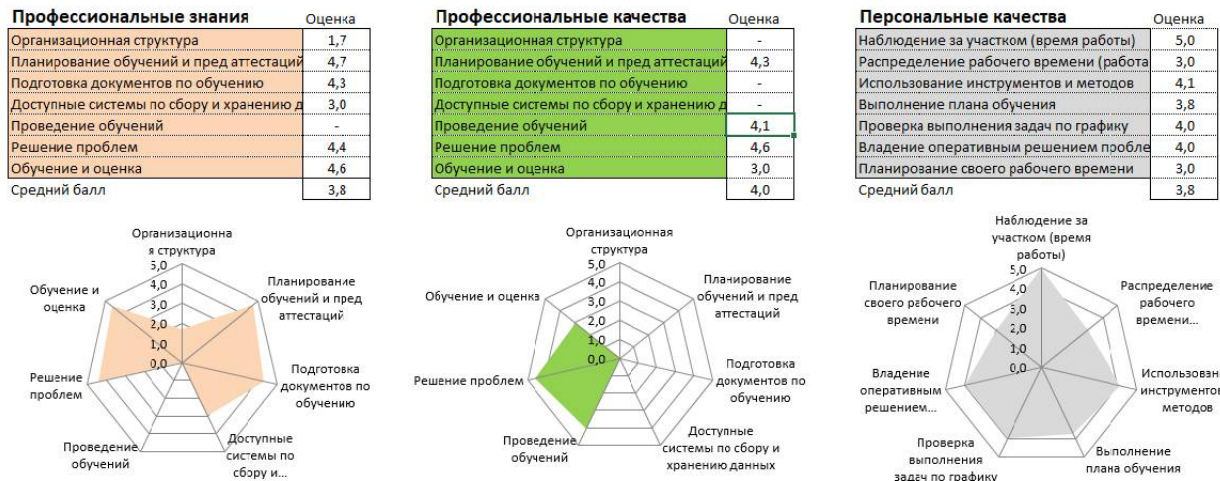 Профессиональные знания Оценка
Организационная структура 1,7
Планирование обучений и пред аттестаций 4,7
Подготовка документов по обучению 4,3
Доступные системы по сбору и хранению д 3,0
Проведение обучений -
Решение проблем 4,4
Обучение и оценка 4,6
Средний балл 3,8
Профессиональные качества Оценка
Организационная структура -
Планирование обучений и пред аттестаций 4,3
Подготовка документов по обучению -
Доступные системы по сбору и хранению д -
Проведение обучений 4,1
Решение проблем 4,6
Обучение и оценка 3,0
Средний балл 4,0
Персональные качества Оценка
Наблюдение за участком (время работы) 5,0
Распределение рабочего времени (работа 3,0
Использование инструментов и методов 4,1
Выполнение плана обучения 3,8
Проверка выполнения задач по графику 4,0
Владение оперативным решением пробле 4,0
Планирование своего рабочего времени 3,0
Средний балл 3,8
Организационна
я структура
Планирование
обучений и пред
аттестаций
Подготовка
документов по
обучению
Доступные
системы по
сбору и...
Проведение
обучений
Решение
проблем
Обучение и
оценка
5,0
4,0
3,0
2,0
1,0
0,0
Организационная
структура
Планирование
обучений и пред
аттестаций
Подготовка
документов по
обучению
Доступные
системы по сбору и
хранению данных
Проведение
обучений
Решение проблем
Обучение и оценка
5,0
4,0
3,0
2,0
1,0
0,0
Наблюдение за
участком (время
работы)
Распределение
рабочего
времени...
Использован
инструментов
методов
Выполнение
плана обучения
Проверка
выполнения
задач по графику
Владение
оперативным
решением...
Планирование
своего рабочего
времени
5,0
4,0
3,0
2,0
1,0
0,0